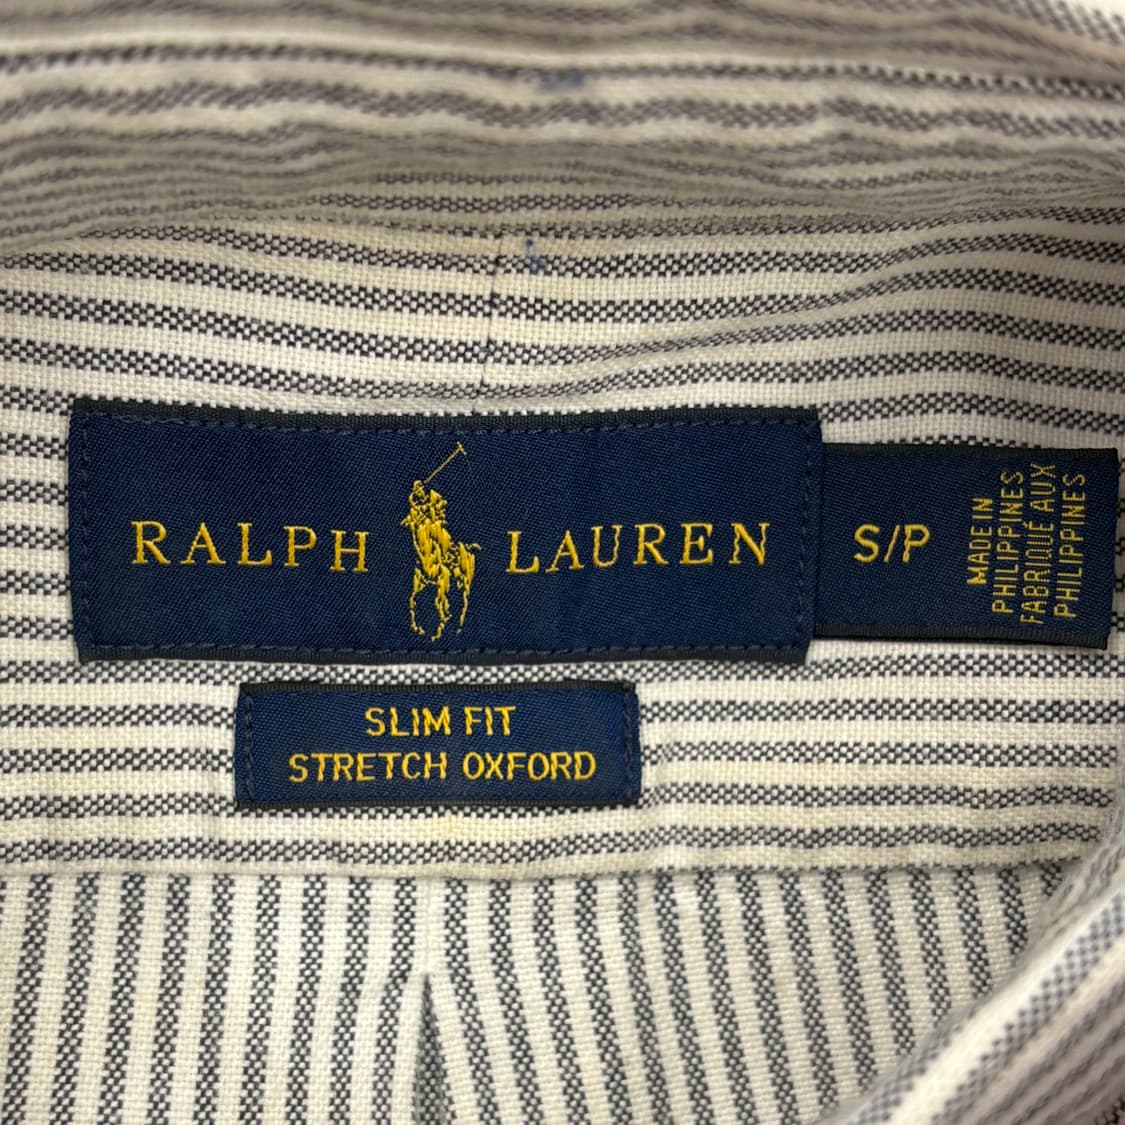 RALPH LAUREN
S/P
MADE IN
PHILIPPINES
FABRIQUÉ AUX
PHILIPPINES
SLIM FIT
STRETCH OXFORD